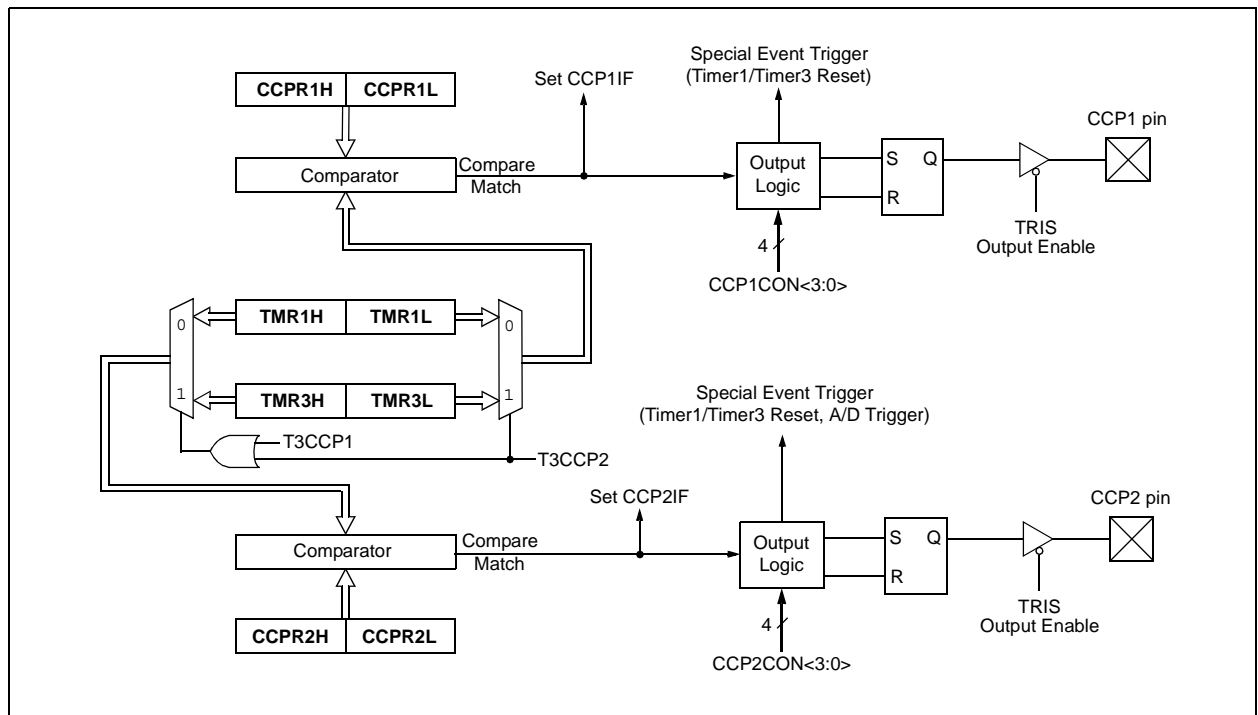 Special Event Trigger
(Timer1/Timer3 Reset)
Set CCP1IF
CCPR1H CCPR1L
CCP1 pin
Comparator
Compare
Match
Output
Logic
S Q
R
TRIS
Output Enable
4
CCP1CON<3:0>
0 TMR1H TMR1L 0
1 TMR3H TMR3L 1
T3CCP1
T3CCP2
Special Event Trigger
(Timer1/Timer3 Reset, A/D Trigger)
Set CCP2IF
CCP2 pin
Comparator
Compare
Match
Output
Logic
S Q
R
TRIS
Output Enable
4
CCPR2H CCPR2L
CCP2CON<3:0>